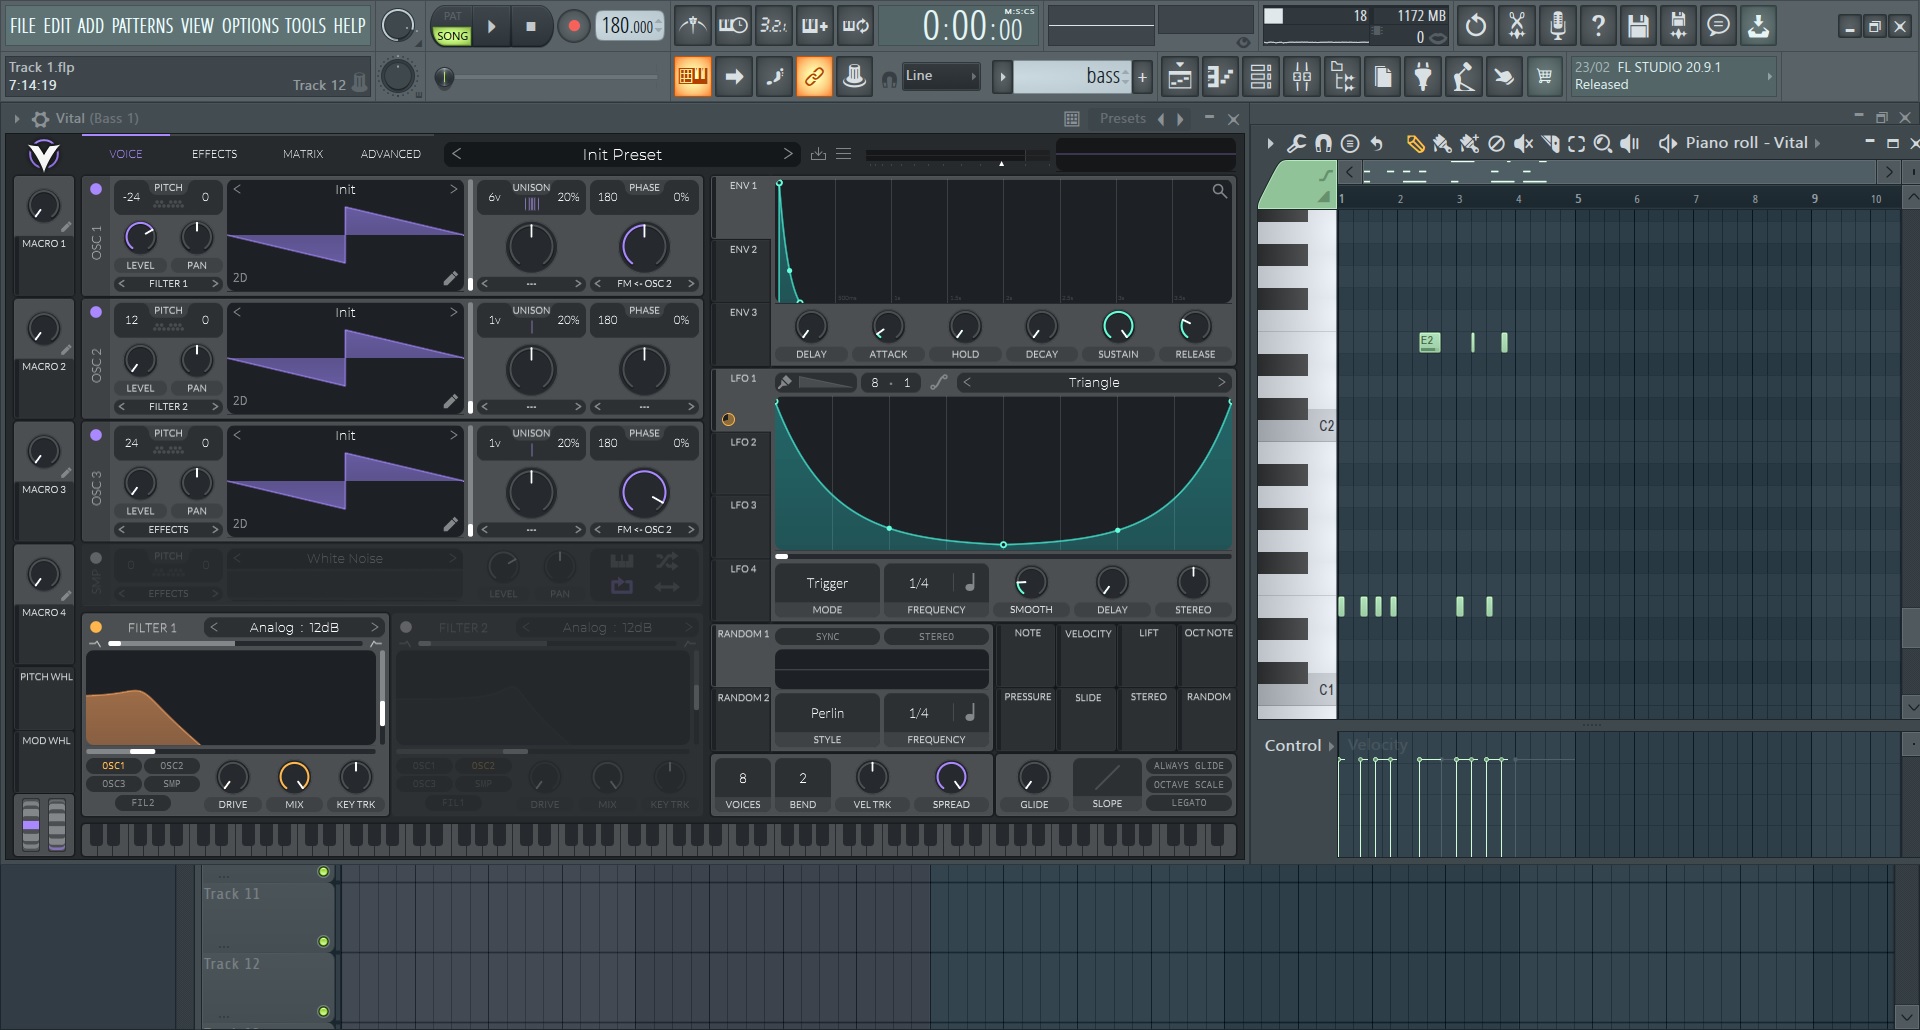 FILE EDIT ADD PATTERNS VIEW OPTIONS TOOLS HELP
PAT
SONG
180.000
3.2.
0:00:00
M:S:CS
18
1172 MB
0
Track 1.flp
7:14:19
Track 12
Line
bass
23/02 FL STUDIO 20.9.1
Released
Vital (Bass 1)
Presets
VOICE EFFECTS MATRIX ADVANCED
Init Preset
MACRO 1
MACRO 2
MACRO 3
MACRO 4
PITCH WHL
MOD WHL
OSC 1
-24 PITCH 0
LEVEL PAN
FILTER 1
Init
2D
6v UNISON 20%
---
180 PHASE 0%
FM <- OSC 2
OSC 2
12 PITCH 0
LEVEL PAN
FILTER 2
Init
2D
1v UNISON 20%
---
180 PHASE 0%
---
OSC 3
24 PITCH 0
LEVEL PAN
EFFECTS
Init
2D
1v UNISON 20%
---
180 PHASE 0%
FM <- OSC 2
SMP
0 PITCH 0
EFFECTS
White Noise
LEVEL PAN
FILTER 1
Analog : 12dB
OSC1 OSC2
OSC3 SMP
FIL2
DRIVE MIX KEY TRK
FILTER 2
Analog : 12dB
OSC1 OSC2
OSC3 SMP
FIL1
DRIVE MIX KEY TRK
ENV 1
ENV 2
ENV 3
DELAY ATTACK HOLD DECAY SUSTAIN RELEASE
LFO 1
LFO 2
LFO 3
LFO 4
8 · 1
Triangle
Trigger
MODE
1/4
FREQUENCY
SMOOTH DELAY STEREO
RANDOM 1
RANDOM 2
SYNC STEREO
Perlin
STYLE
1/4
FREQUENCY
NOTE VELOCITY LIFT OCT NOTE
PRESSURE SLIDE STEREO RANDOM
8
VOICES
2
BEND
VEL TRK SPREAD
GLIDE SLOPE
ALWAYS GLIDE
OCTAVE SCALE
LEGATO
Piano roll - Vital
1 2 3 4 5 6 7 8 9 10
E2
C2
C1
Control
Velocity
Track 11
Track 12